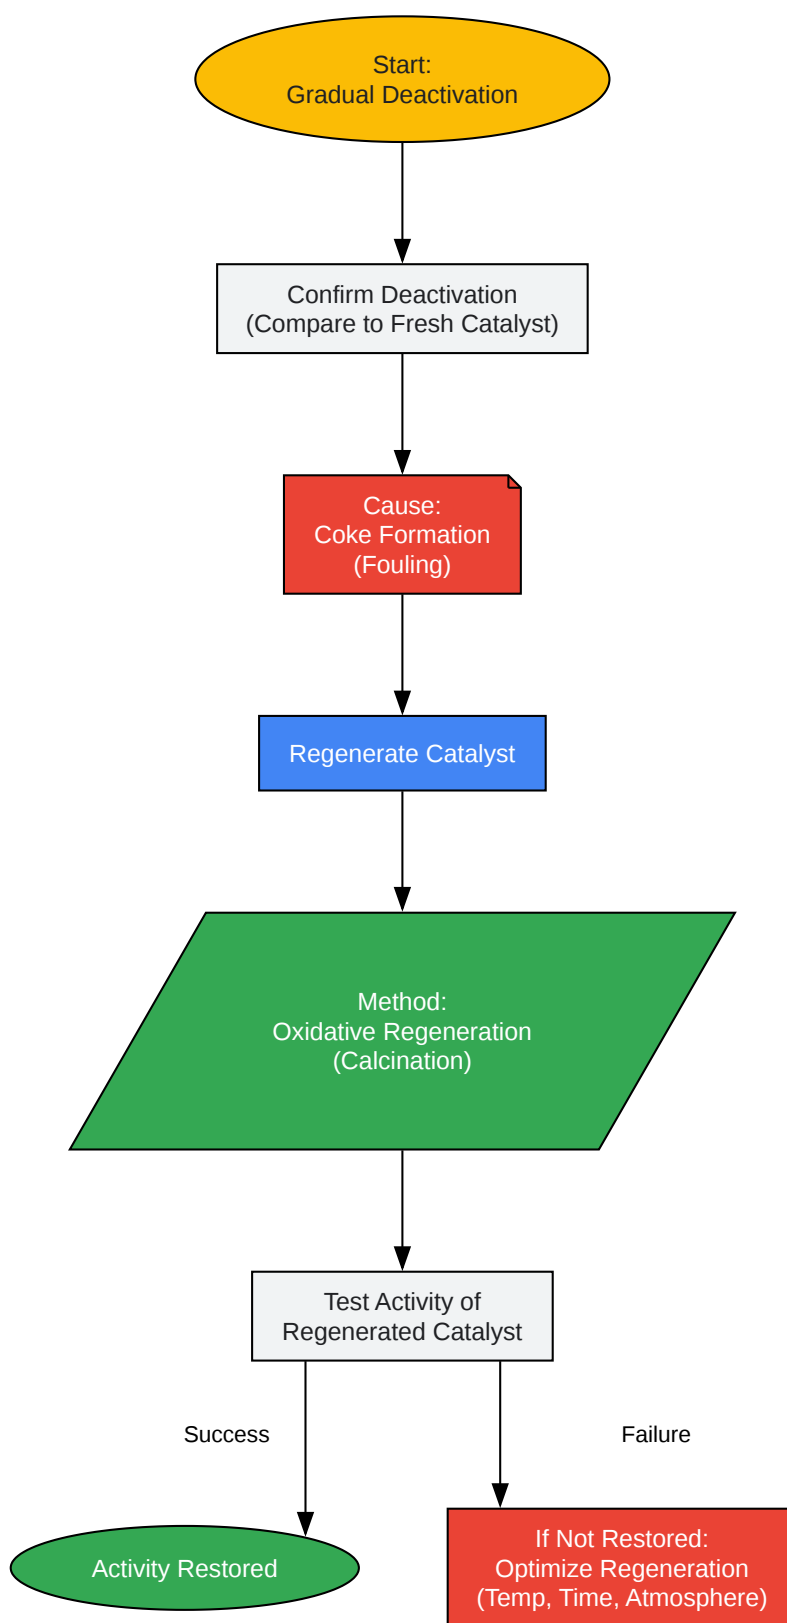 Start:
Gradual Deactivation
Confirm Deactivation
(Compare to Fresh Catalyst)
Cause:
Coke Formation
(Fouling)
Regenerate Catalyst
Method:
Oxidative Regeneration
(Calcination)
Test Activity of
Regenerated Catalyst
Success
Failure
Activity Restored
If Not Restored:
Optimize Regeneration
(Temp, Time, Atmosphere)